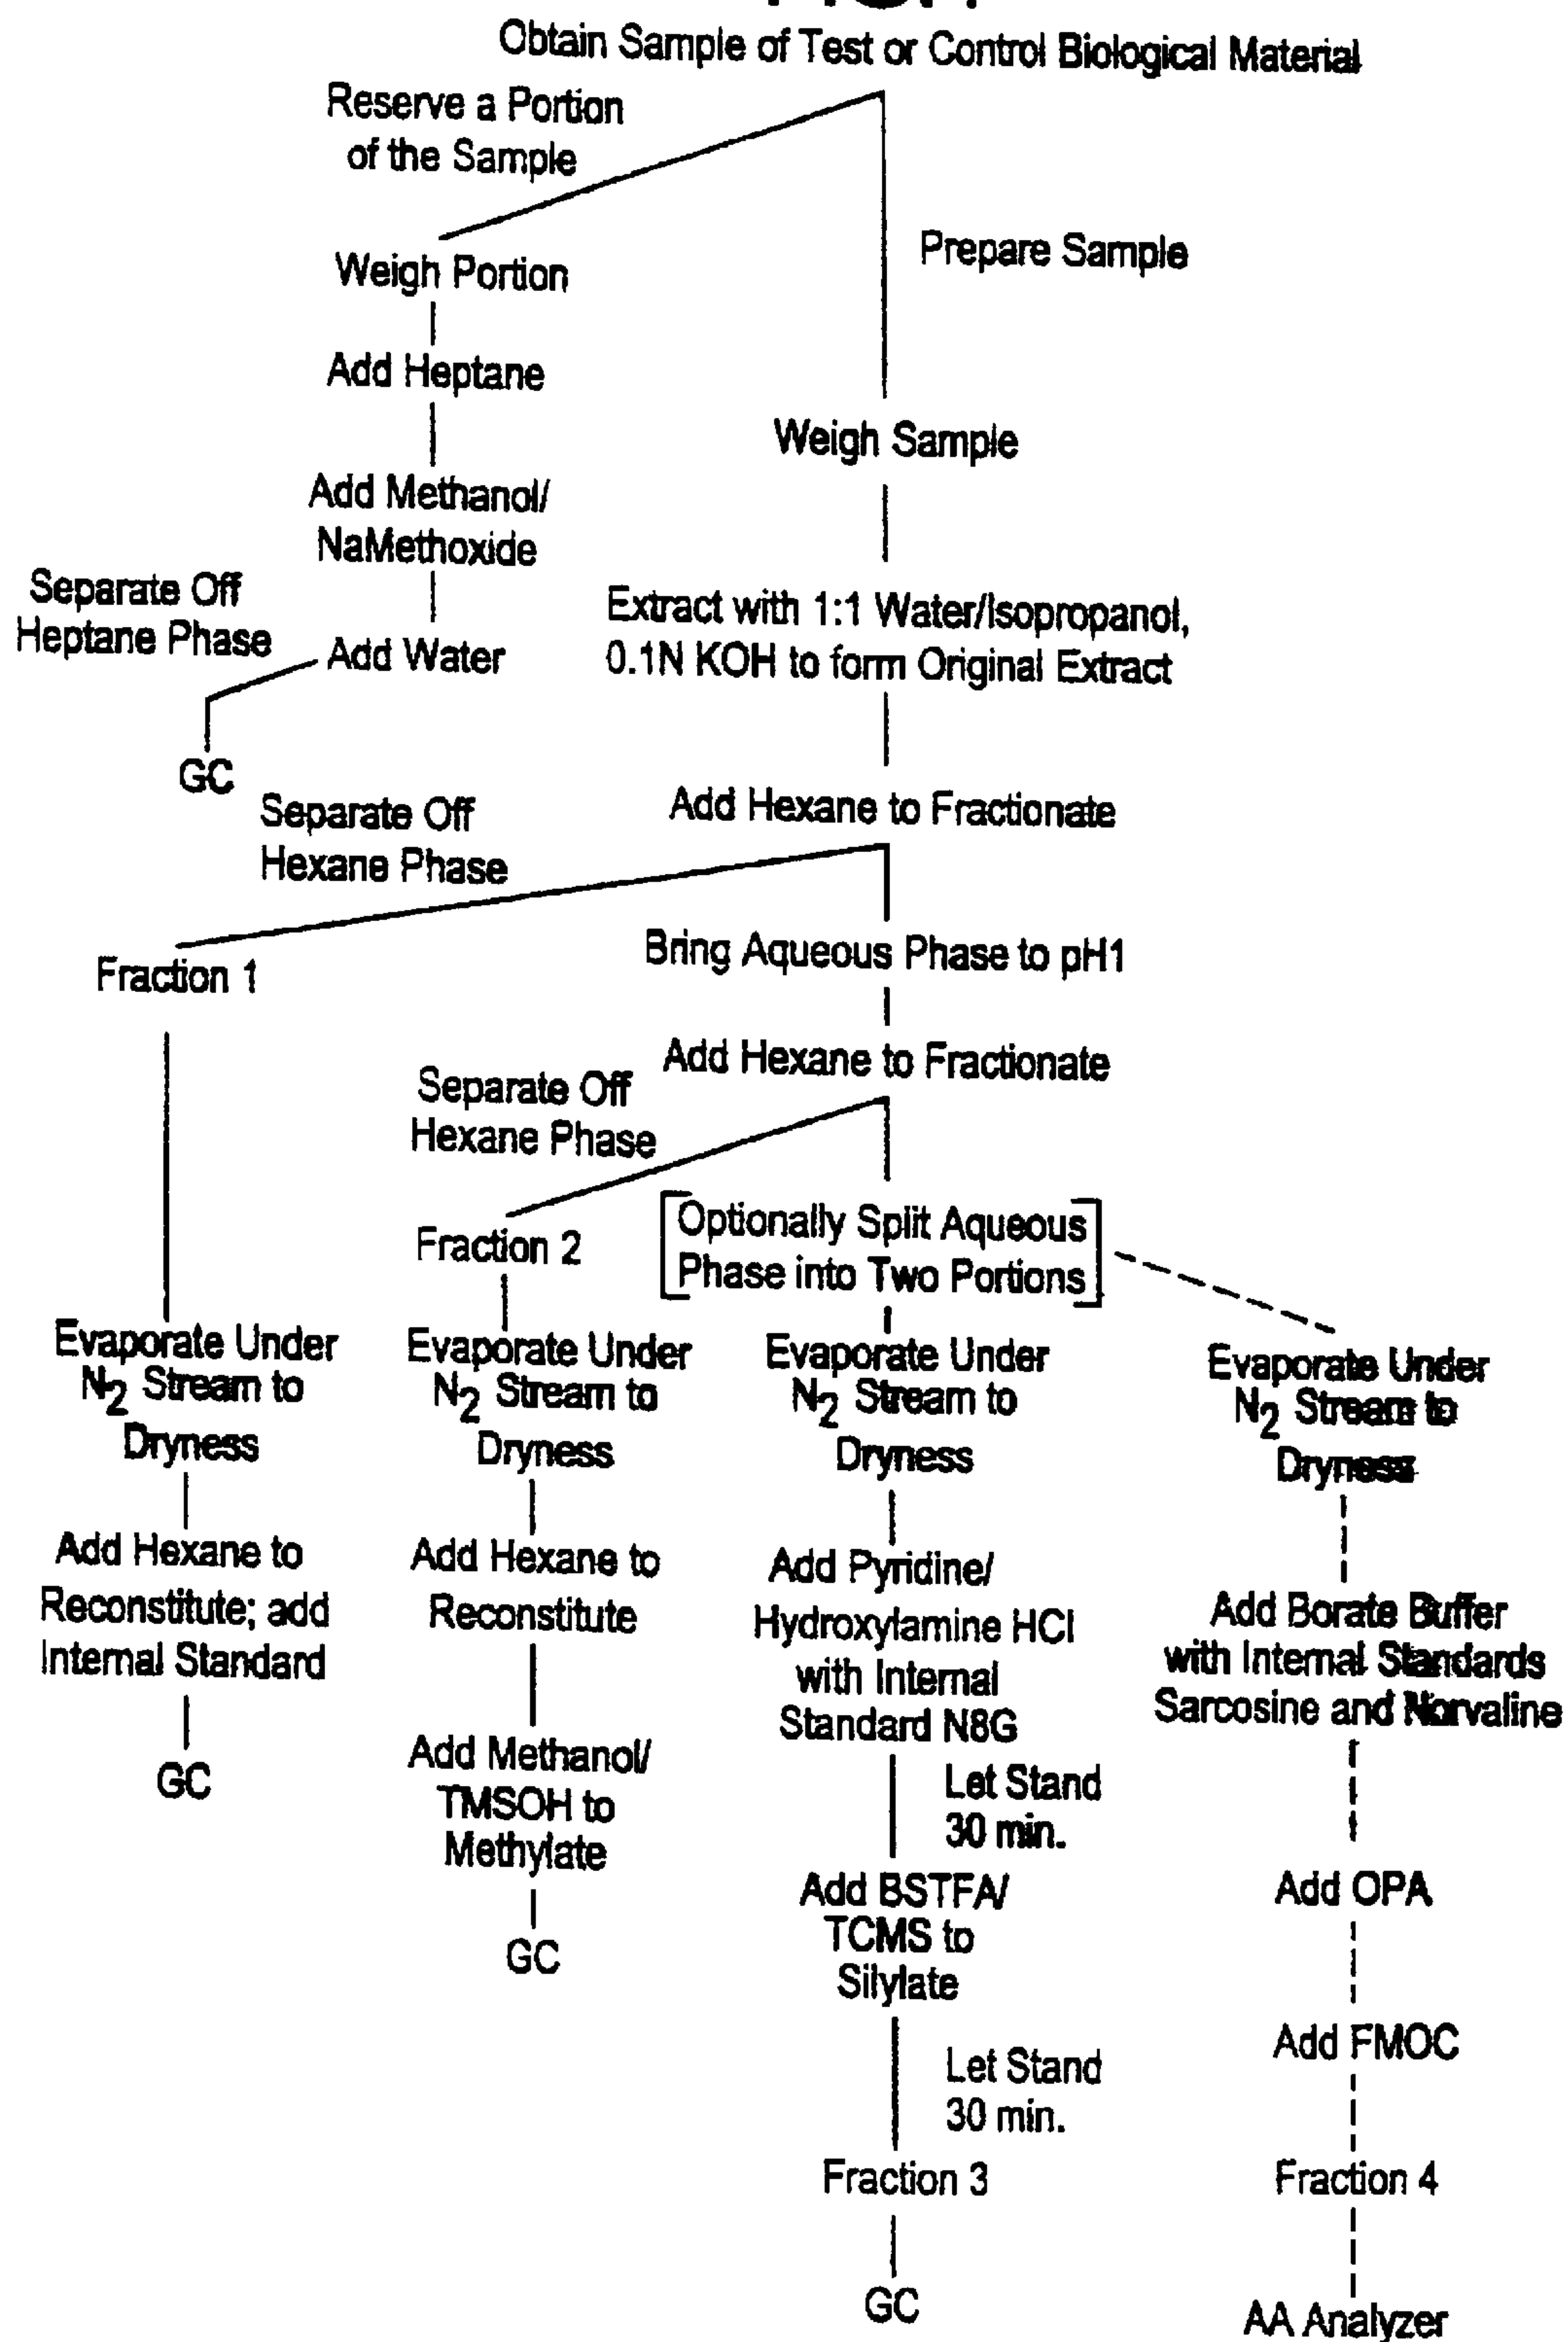 Obtain Sample of Test or Control Biological Material
Reserve a Portion
of the Sample
Prepare Sample
Weigh Portion
Add Heptane
Weigh Sample
Add Methanol/
NaMethoxide
Separate Off
Heptane Phase
Add Water
Extract with 1:1 Water/Isopropanol,
0.1N KOH to form Original Extract
GC
Separate Off
Hexane Phase
Add Hexane to Fractionate
Fraction 1
Bring Aqueous Phase to pH1
Add Hexane to Fractionate
Separate Off
Hexane Phase
Fraction 2
Optionally Split Aqueous
Phase into Two Portions
Evaporate Under
N2 Stream to
Dryness
Add Hexane to
Reconstitute; add
Internal Standard
GC
Evaporate Under
N2 Stream to
Dryness
Add Hexane to
Reconstitute
Add Methanol/
TMSOH to
Methylate
GC
Evaporate Under
N2 Stream to
Dryness
Add Pyridine/
Hydroxylamine HCl
with Internal
Standard N8G
Let Stand
30 min.
Add BSTFA/
TCMS to
Silylate
Let Stand
30 min.
Fraction 3
GC
Evaporate Under
N2 Stream to
Dryness
Add Borate Buffer
with Internal Standards
Sarcosine and Norvaline
Add OPA
Add FMOC
Fraction 4
AA Analyzer